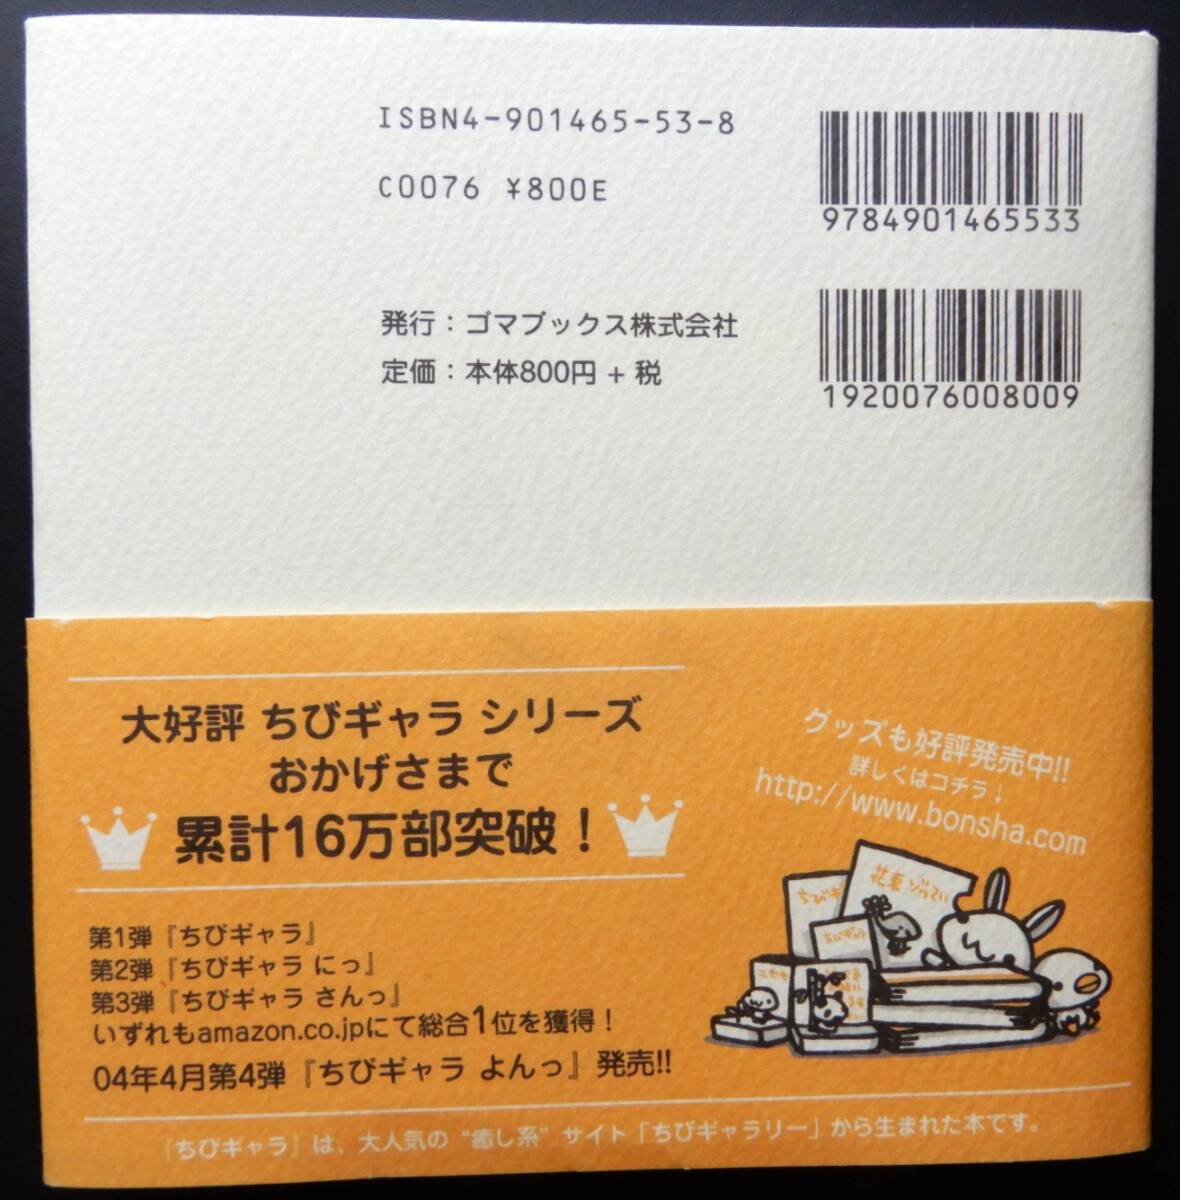 ISBN4-901465-53-8
C0076 ¥800E
9784901465533
発行：ゴマブックス株式会社
定価：本体800円＋税
1920076008009
大好評 ちびギャラ シリーズ
おかげさまで
累計16万部突破！
第1弾『ちびギャラ』
第2弾『ちびギャラ にっ』
第3弾『ちびギャラ さんっ』
いずれもamazon.co.jpにて総合1位を獲得！
04年4月第4弾『ちびギャラ よんっ』発売!!
グッズも好評発売中!!
詳しくはコチラ↓
http://www.bonsha.com
花束
ちびギャラ
『ちびギャラ』は、大人気の“癒し系”サイト「ちびギャラリー」から生まれた本です。